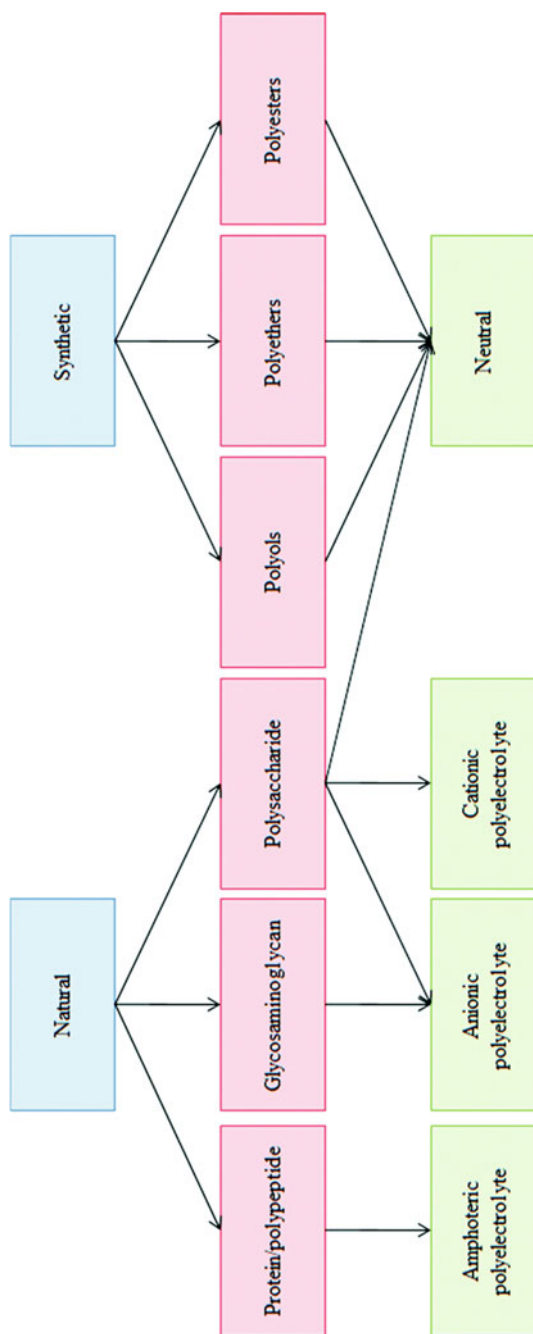 Natural
Synthetic
Protein/polypeptide
Glycosaminoglycan
Polysaccharide
Polyols
Polyethers
Polyesters
Amphoteric
polyelectrolyte
Anionic
polyelectrolyte
Cationic
polyelectrolyte
Neutral